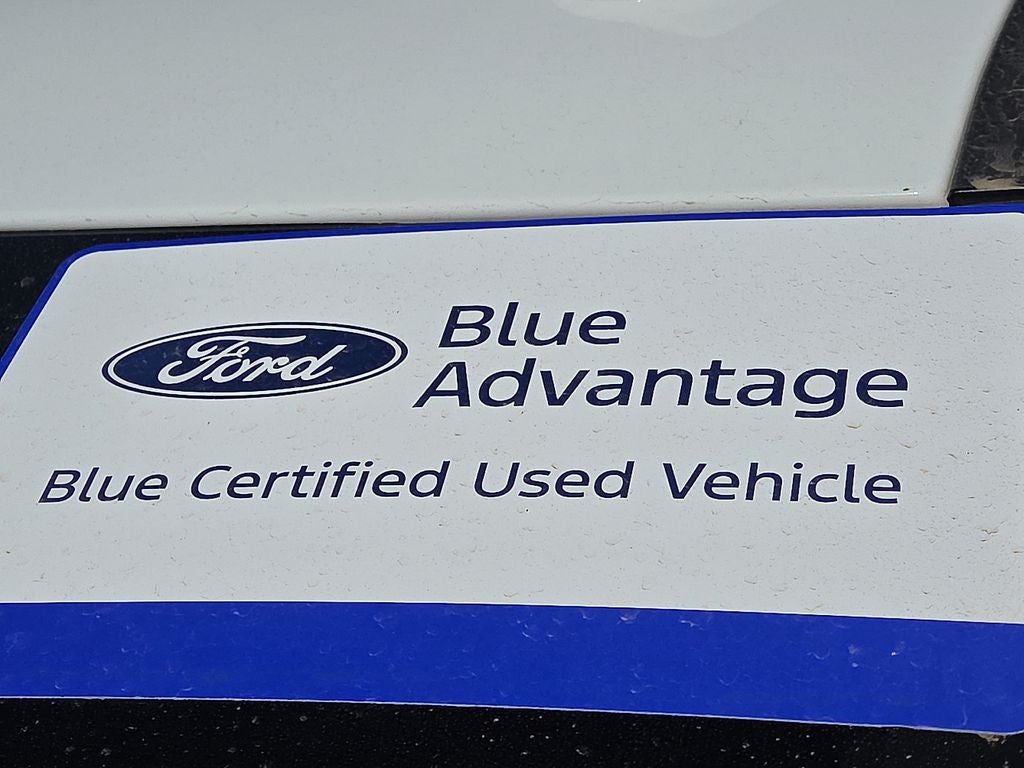 Ford
Blue
Advantage
Blue Certified Used Vehicle